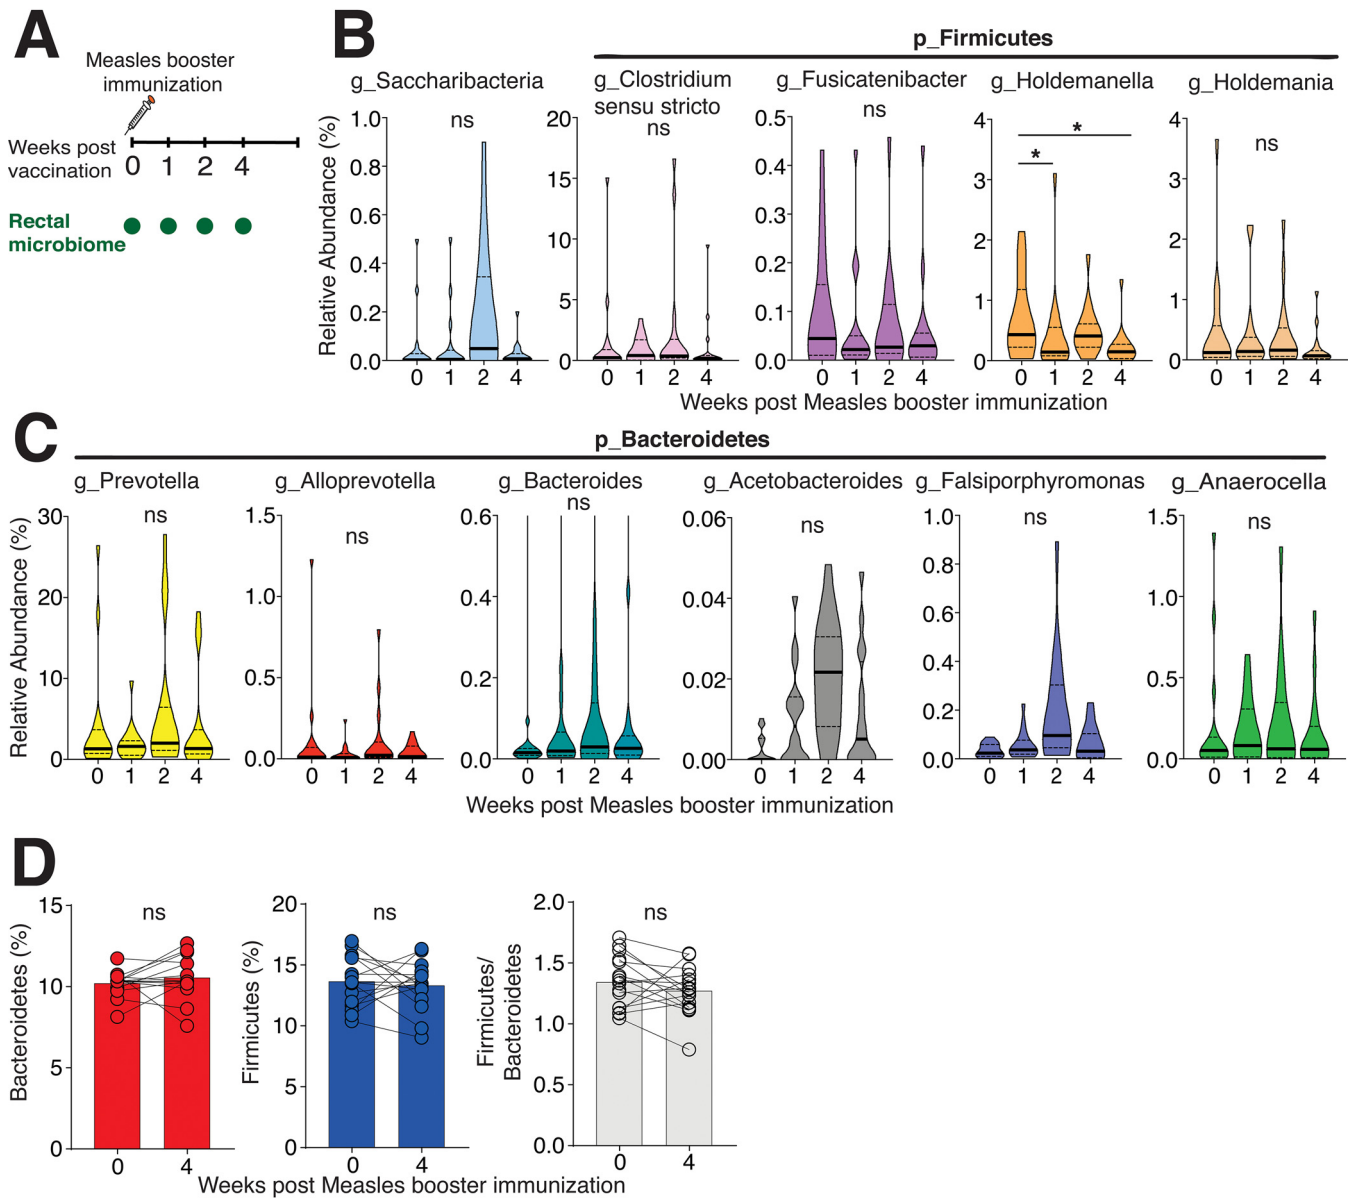 A
Measles booster
immunization
Weeks post
vaccination
0 1 2 4
Rectal
microbiome
B
p_Firmicutes
g_Saccharibacteria
g_Clostridium
sensu stricto
g_Fusicatenibacter
g_Holdemanella
g_Holdemania
Relative Abundance (%)
ns
1.0
0.8
0.6
0.4
0.2
0.0
0 1 2 4
ns
20
15
10
5
0
0 1 2 4
ns
0.5
0.4
0.3
0.2
0.1
0.0
0 1 2 4
*
*
4
3
2
1
0
0 1 2 4
ns
4
3
2
1
0
0 1 2 4
Weeks post Measles booster immunization
C
p_Bacteroidetes
g_Prevotella
g_Alloprevotella
g_Bacteroides
g_Acetobacteroides
g_Falsiporphyromonas
g_Anaerocella
Relative Abundance (%)
ns
30
20
10
0
0 1 2 4
ns
1.5
1.0
0.5
0.0
0 1 2 4
ns
0.6
0.4
0.2
0.0
0 1 2 4
ns
0.06
0.04
0.02
0.00
0 1 2 4
ns
1.0
0.8
0.6
0.4
0.2
0.0
0 1 2 4
ns
1.5
1.0
0.5
0.0
0 1 2 4
Weeks post Measles booster immunization
D
Bacteroidetes (%)
ns
15
10
5
0
0 4
Firmicutes (%)
ns
20
15
10
5
0
0 4
Firmicutes/
Bacteroidetes
ns
2.0
1.5
1.0
0.5
0.0
0 4
Weeks post Measles booster immunization